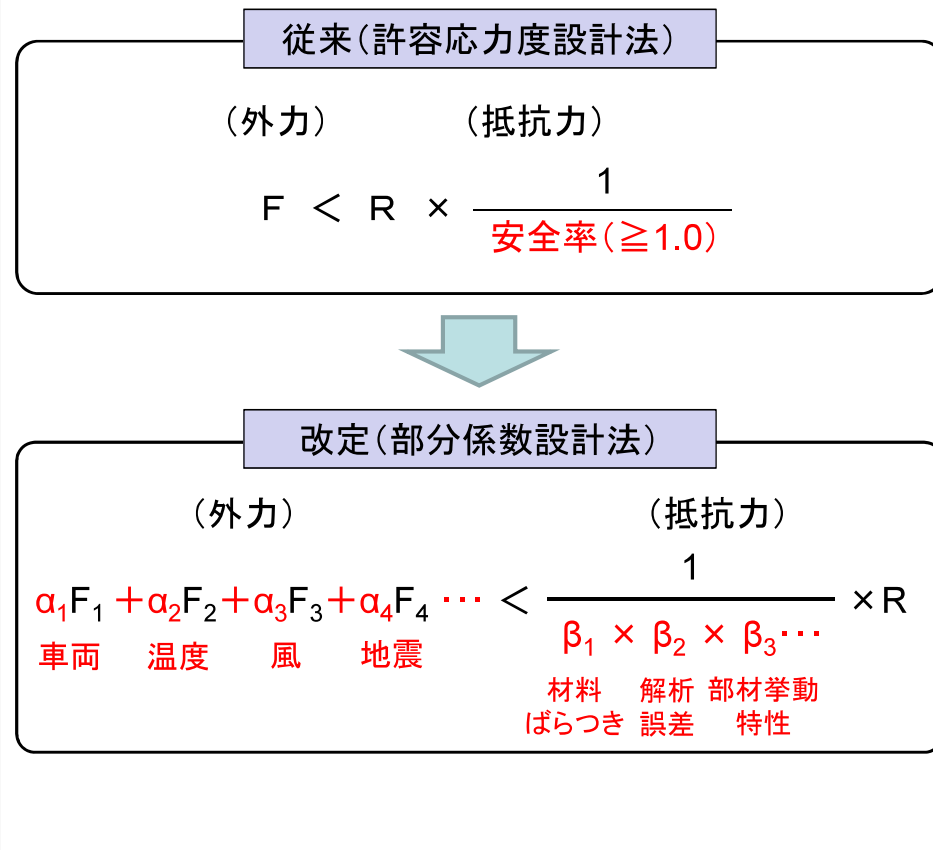 従来(許容応力度設計法)
(外力) (抵抗力)
F < R × 1
安全率(≧1.0)
改定(部分係数設計法)
(外力) (抵抗力)
1
α₁F₁ +α₂F₂+α₃F₃+α₄F₄ ··· < ×R
β₁ × β₂ × β₃···
車両 温度 風 地震
材料 解析 部材挙動
ばらつき 誤差 特性